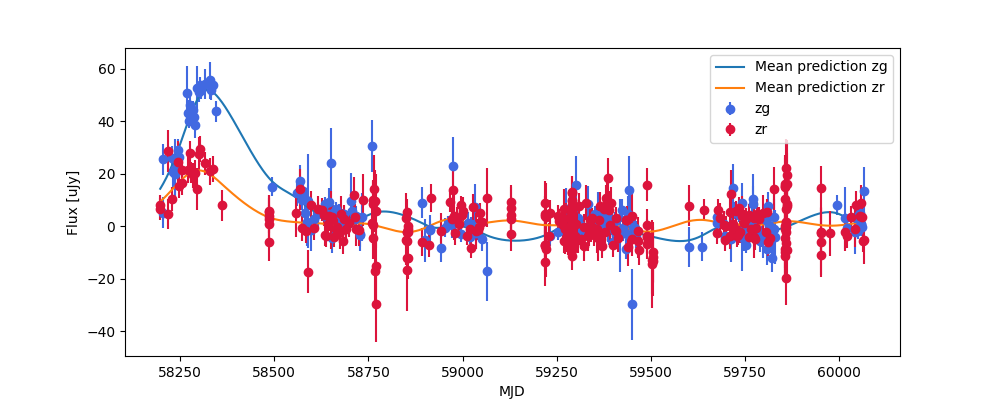 60
40
20
0
−20
−40
Flux [uJy]
58250
58500
58750
59000
59250
59500
59750
60000
MJD
Mean prediction zg
Mean prediction zr
zg
zr